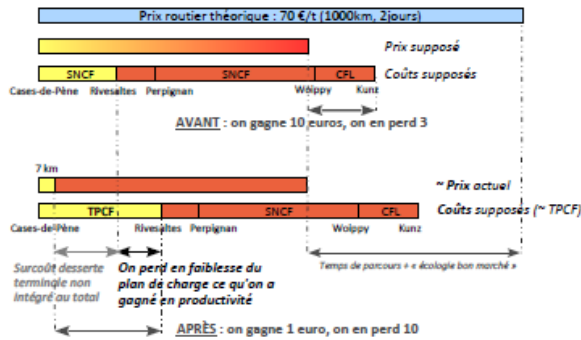 Prix routier théorique : 70 €/t (1000km, 2jours)
Prix supposé
SNCF SNCF CFL Coûts supposés
Cases-de-Pène Rivesaltes Perpignan Woippy Kunz
AVANT : on gagne 10 euros, on en perd 3
7 km
~ Prix actuel
TPCF SNCF CFL Coûts supposés (~ TPCF)
Cases-de-Pène Rivesaltes Perpignan Woippy Kunz
Surcoût desserte
terminale non
intégré au total
On perd en faiblesse du
plan de charge ce qu'on a
gagné en productivité
Temps de parcours + « écologie bon marché »
APRÈS : on gagne 1 euro, on en perd 10